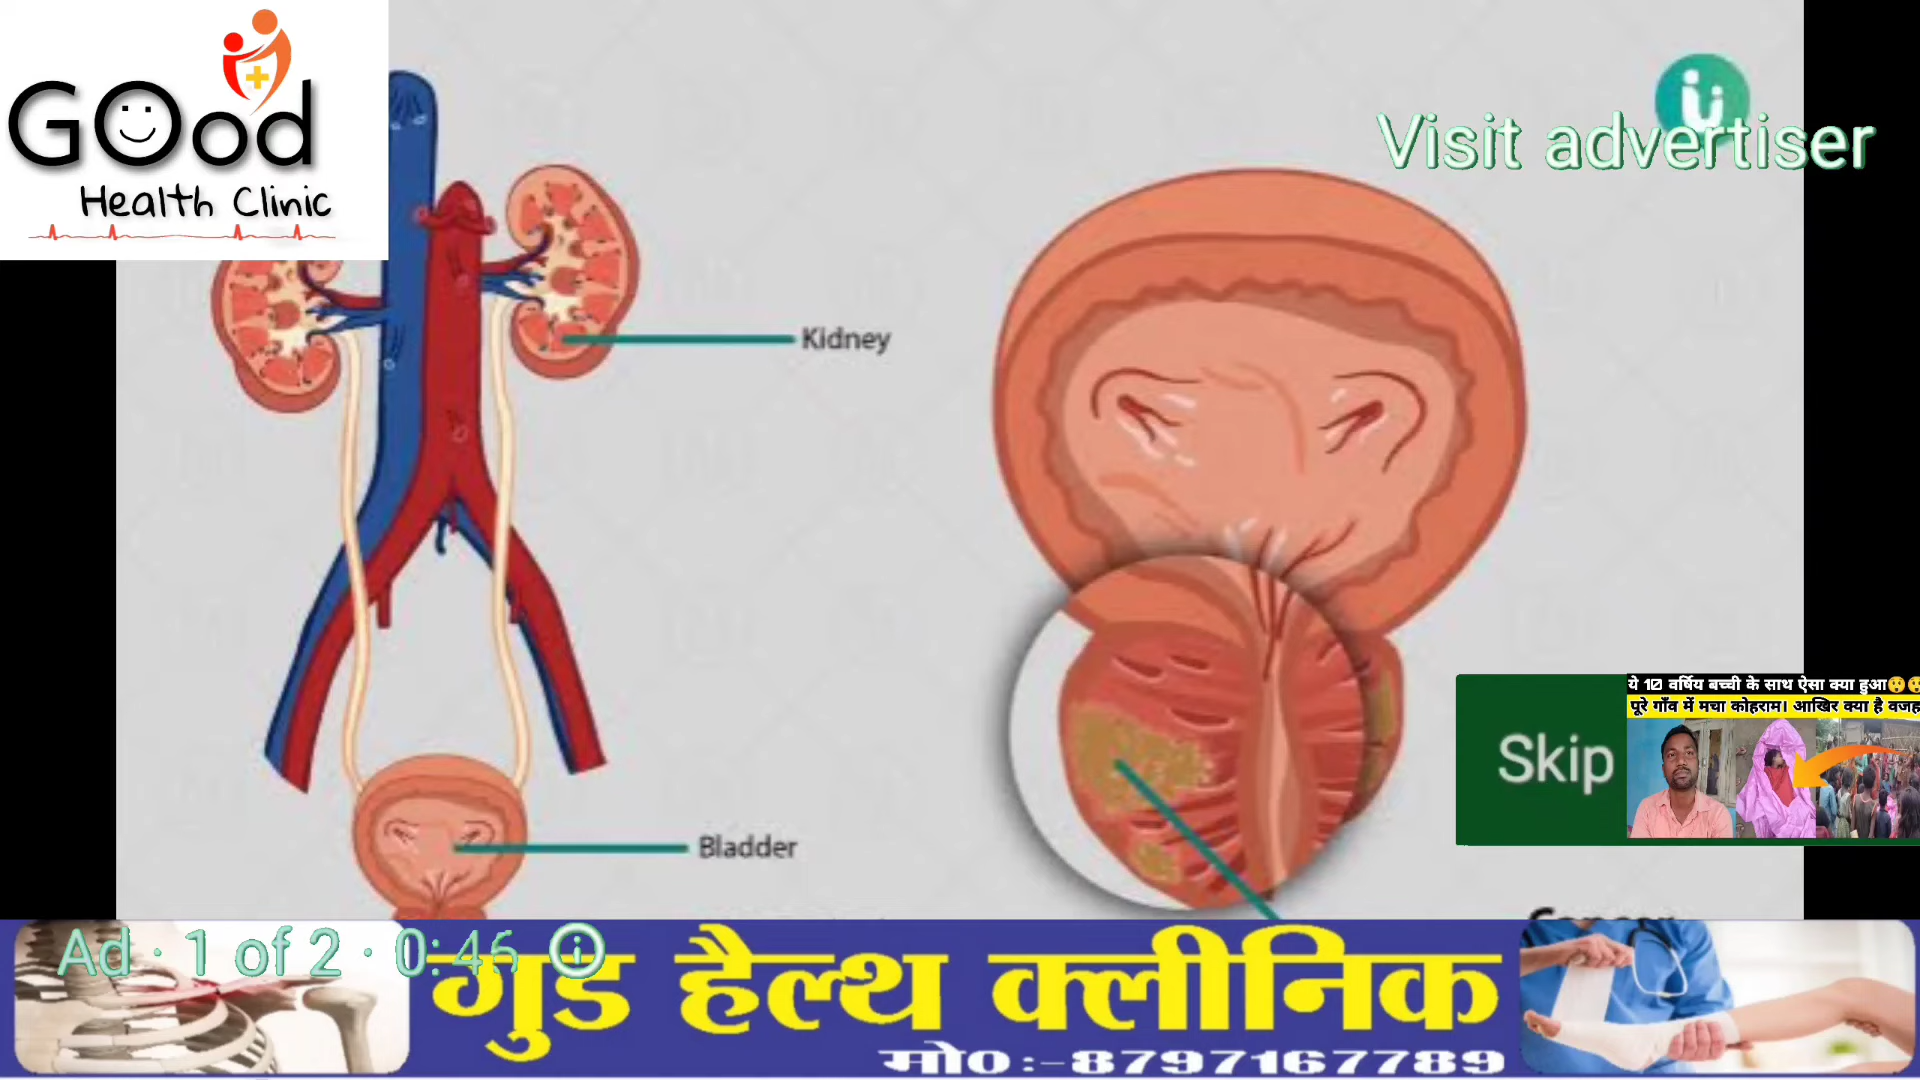 GOod
Health Clinic
Visit advertiser
Kidney
Bladder
ये 12 वर्षिय बच्ची के साथ ऐसा क्या हुआ😲😲
पूरे गाँव में मचा कोहराम। आखिर क्या है वजह
Skip
Ad · 1 of 2 · 0:46
गुड हैल्थ क्लीनिक
मो0:-8797167789